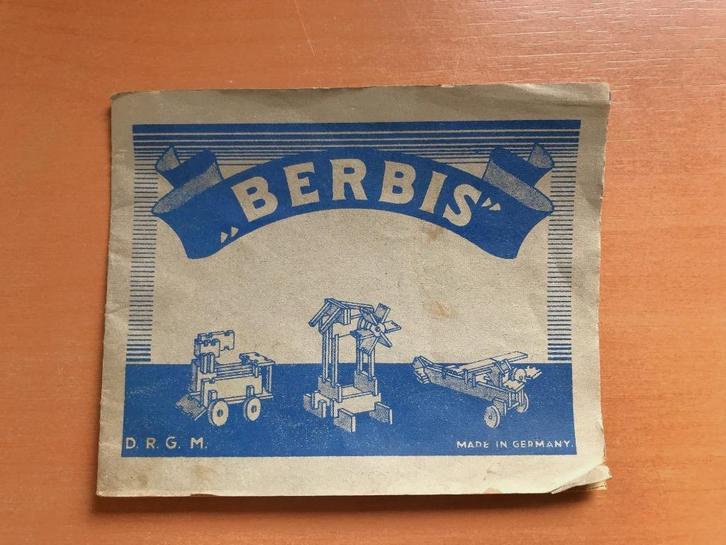 „BERBIS”
D. R. G. M.
MADE IN GERMANY.